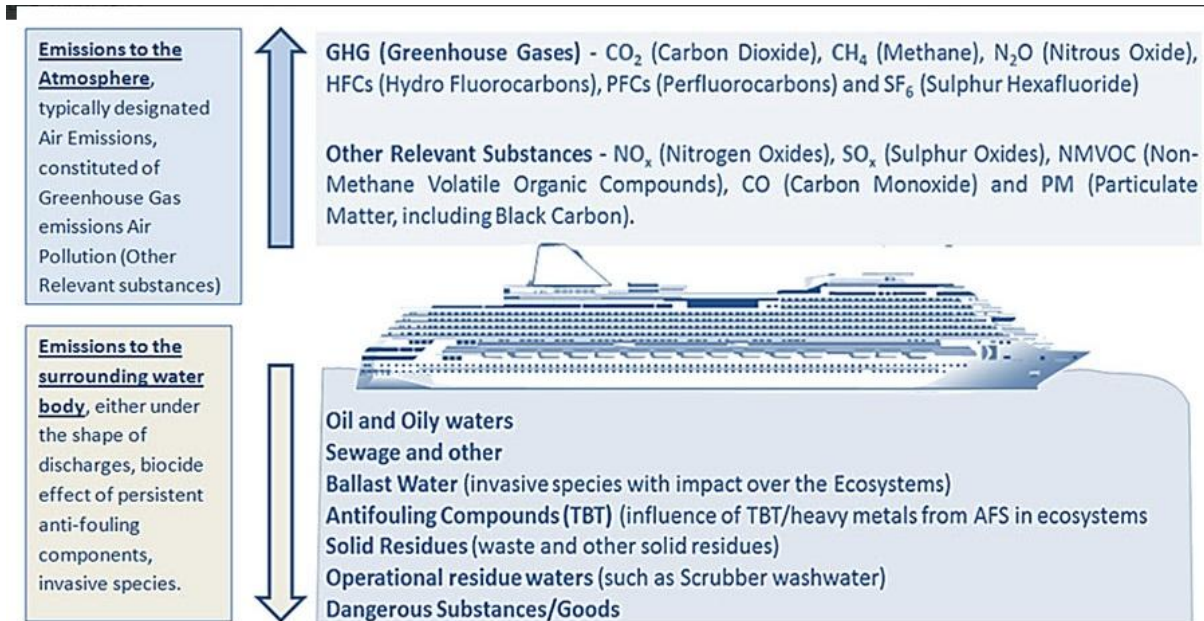 Emissions to the
Atmosphere,
typically designated
Air Emissions,
constituted of
Greenhouse Gas
emissions Air
Pollution (Other
Relevant substances)
GHG (Greenhouse Gases) - CO₂ (Carbon Dioxide), CH₄ (Methane), N₂O (Nitrous Oxide),
HFCs (Hydro Fluorocarbons), PFCs (Perfluorocarbons) and SF₆ (Sulphur Hexafluoride)
Other Relevant Substances - NOₓ (Nitrogen Oxides), SOₓ (Sulphur Oxides), NMVOC (Non-
Methane Volatile Organic Compounds), CO (Carbon Monoxide) and PM (Particulate
Matter, including Black Carbon).
Emissions to the
surrounding water
body, either under
the shape of
discharges, biocide
effect of persistent
anti-fouling
components,
invasive species.
Oil and Oily waters
Sewage and other
Ballast Water (invasive species with impact over the Ecosystems)
Antifouling Compounds (TBT) (influence of TBT/heavy metals from AFS in ecosystems
Solid Residues (waste and other solid residues)
Operational residue waters (such as Scrubber washwater)
Dangerous Substances/Goods